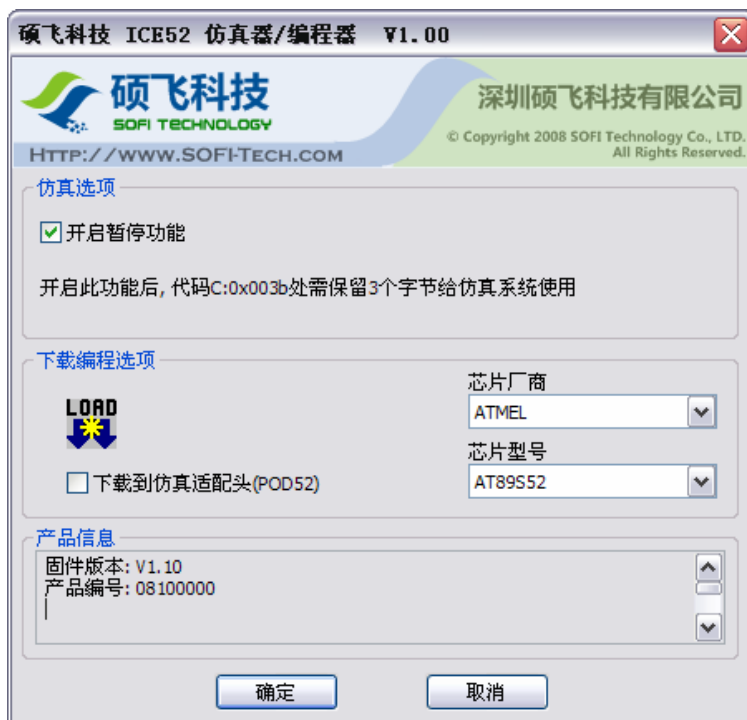 硕飞科技 ICE52 仿真器/编程器 V1.00
硕飞科技
SOFI TECHNOLOGY
HTTP://WWW.SOFI-TECH.COM
深圳硕飞科技有限公司
© Copyright 2008 SOFI Technology Co., LTD.
All Rights Reserved.
仿真选项
开启暂停功能
开启此功能后, 代码C:0x003b处需保留3个字节给仿真系统使用
下载编程选项
LOAD
下载到仿真适配头(POD52)
芯片厂商
ATMEL
芯片型号
AT89S52
产品信息
固件版本: V1.10
产品编号: 08100000
确定
取消